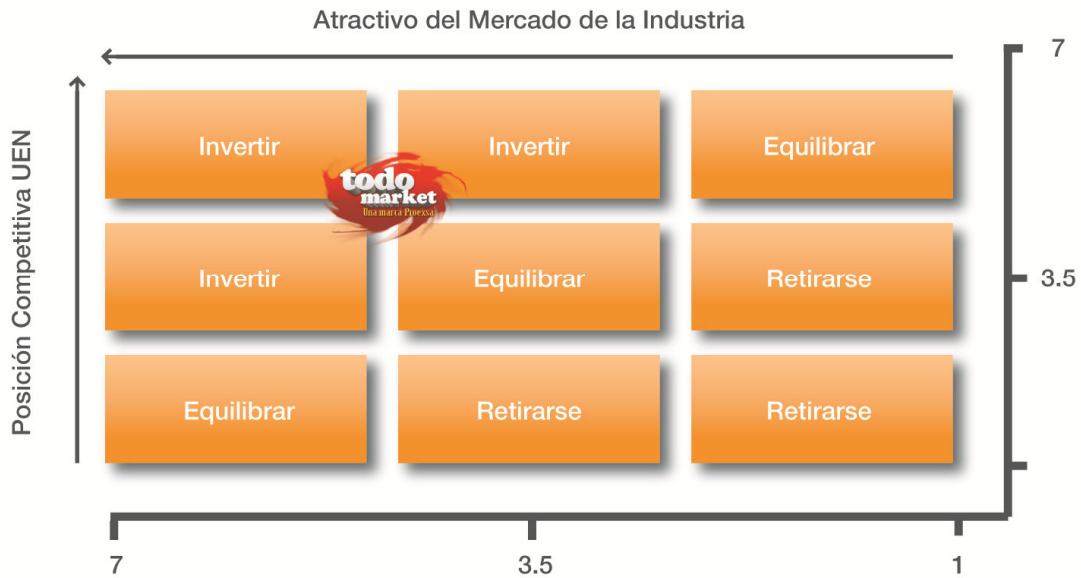 Atractivo del Mercado de la Industria
7
Posición Competitiva UEN
Invertir
Invertir
Equilibrar
todo
market
Una marca Proexsa
Invertir
Equilibrar
Retirarse
3.5
Equilibrar
Retirarse
Retirarse
7
3.5
1